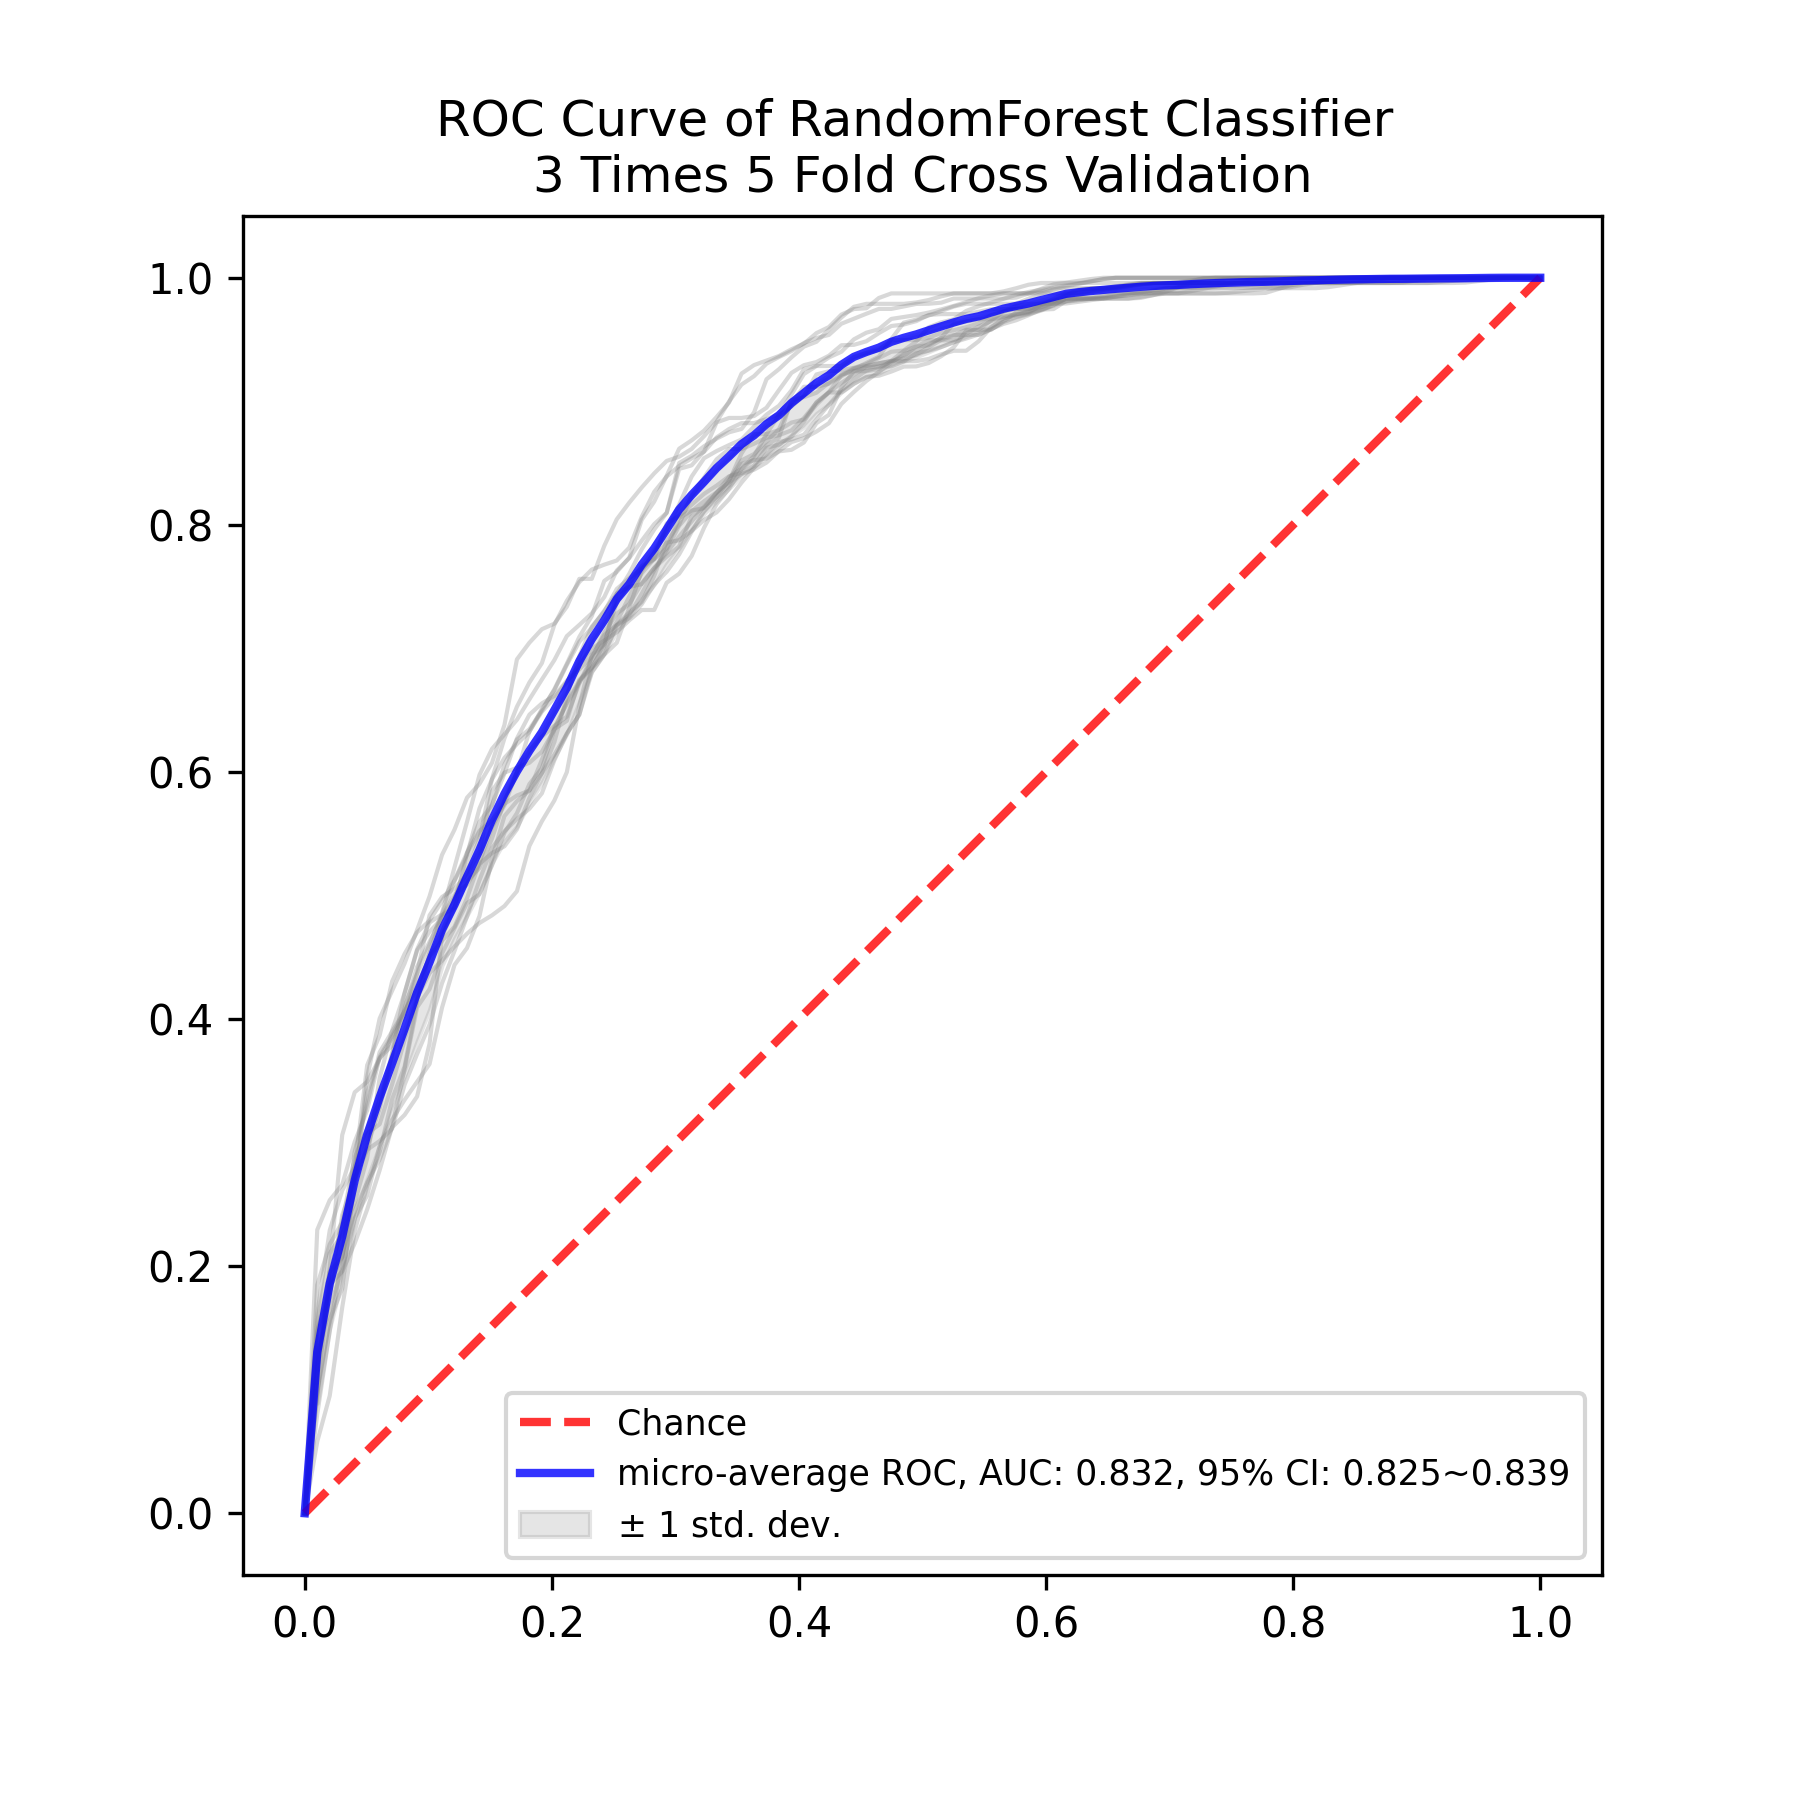 ROC Curve of RandomForest Classifier
3 Times 5 Fold Cross Validation
1.0
0.8
0.6
0.4
0.2
0.0
Chance
micro-average ROC, AUC: 0.832, 95% CI: 0.825~0.839
± 1 std. dev.
0.0 0.2 0.4 0.6 0.8 1.0